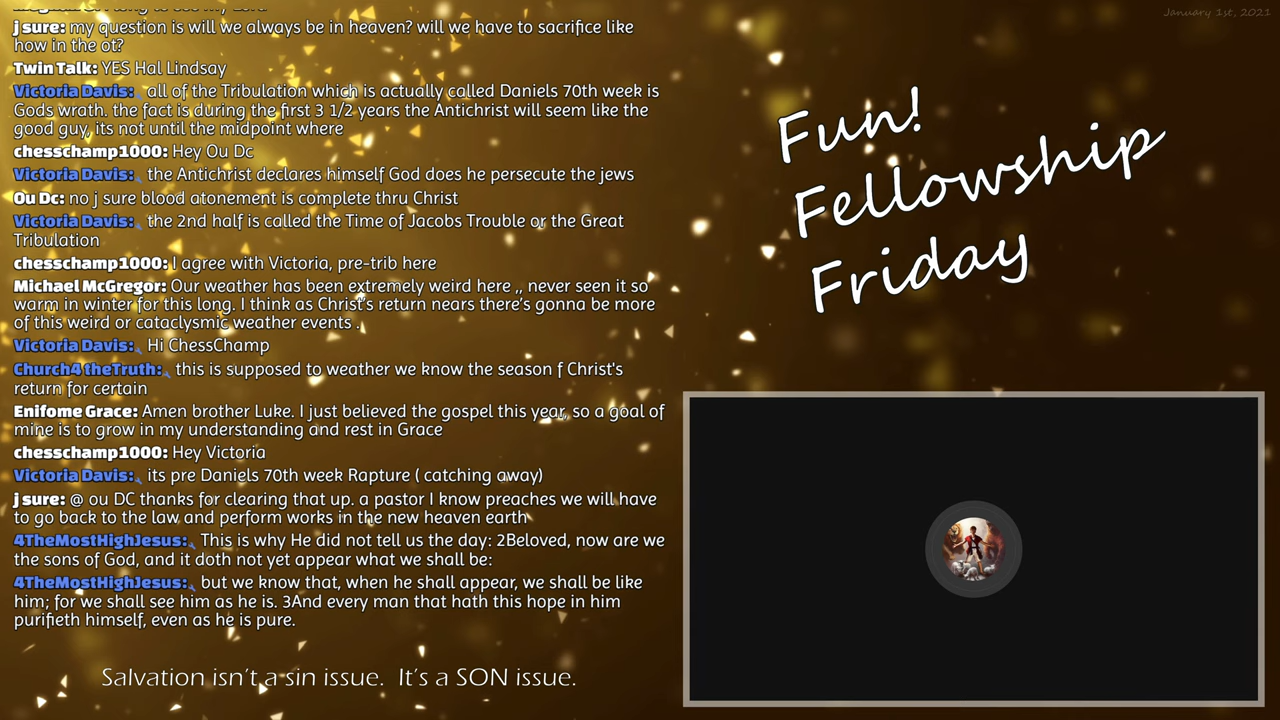 j sure: my question is will we always be in heaven? will we have to sacrifice like
how in the ot?
Twin Talk: YES Hal Lindsay
Victoria Davis: all of the Tribulation which is actually called Daniels 70th week is
Gods wrath. the fact is during the first 3 1/2 years the Antichrist will seem like the
good guy, its not until the midpoint where
chesschamp1000: Hey Ou Dc
Victoria Davis: the Antichrist declares himself God does he persecute the jews
Ou Dc: no j sure blood atonement is complete thru Christ
Victoria Davis: the 2nd half is called the Time of Jacobs Trouble or the Great
Tribulation
chesschamp1000: I agree with Victoria, pre-trib here
Michael McGregor: Our weather has been extremely weird here ,, never seen it so
warm in winter for this long. I think as Christ's return nears there's gonna be more
of this weird or cataclysmic weather events .
Victoria Davis: Hi ChessChamp
Church4theTruth: this is supposed to weather we know the season f Christ's
return for certain
Enifome Grace: Amen brother Luke. I just believed the gospel this year, so a goal of
mine is to grow in my understanding and rest in Grace
chesschamp1000: Hey Victoria
Victoria Davis: its pre Daniels 70th week Rapture ( catching away)
j sure: @ ou DC thanks for clearing that up. a pastor I know preaches we will have
to go back to the law and perform works in the new heaven earth
4TheMostHighJesus: This is why He did not tell us the day: 2Beloved, now are we
the sons of God, and it doth not yet appear what we shall be:
4TheMostHighJesus: but we know that, when he shall appear, we shall be like
him; for we shall see him as he is. 3And every man that hath this hope in him
purifieth himself, even as he is pure.
Salvation isn't a sin issue. It's a SON issue.
January 1st, 2021
Fun!
Fellowship
Friday